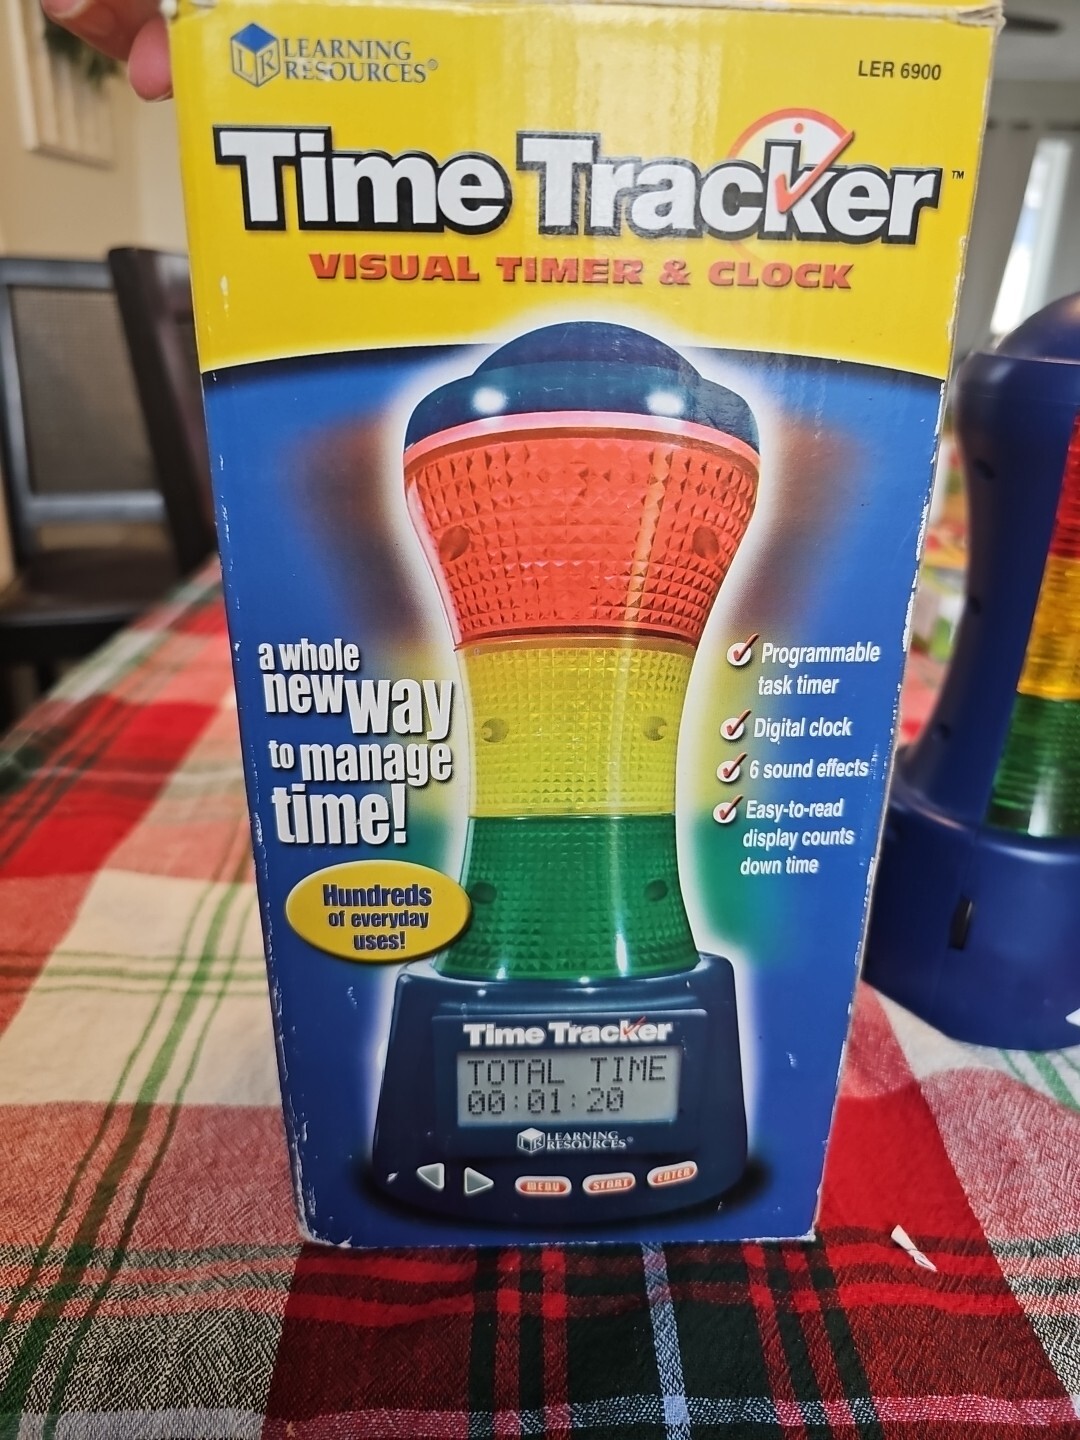 LEARNING
RESOURCES®
LER 6900
Time Tracker™
VISUAL TIMER & CLOCK
a whole
new way
to manage
time!
Programmable
task timer
Digital clock
6 sound effects
Easy-to-read
display counts
down time
Hundreds
of everyday
uses!
Time Tracker
TOTAL TIME
00:01:20
LEARNING
RESOURCES®
MENU START ENTER